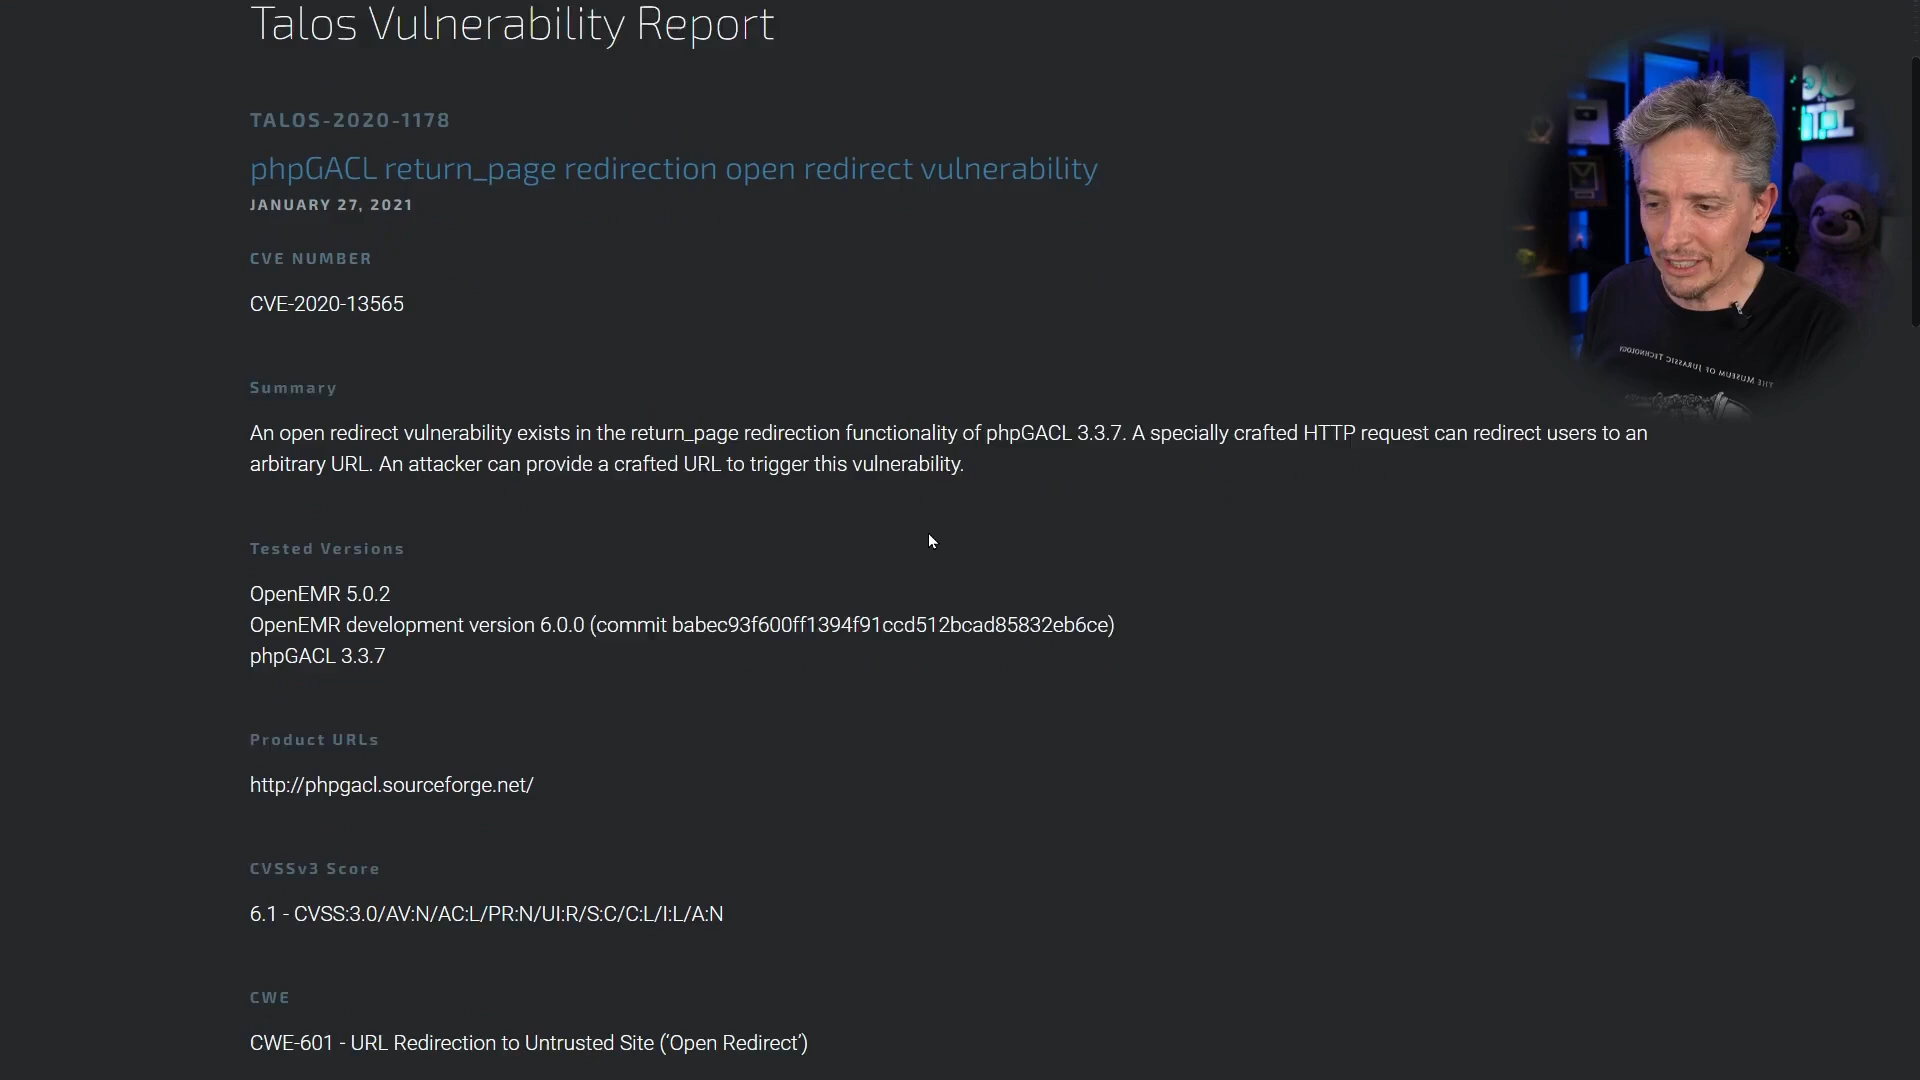 Talos Vulnerability Report
TALOS-2020-1178
phpGACL return_page redirection open redirect vulnerability
JANUARY 27, 2021
CVE NUMBER
CVE-2020-13565
Summary
An open redirect vulnerability exists in the return_page redirection functionality of phpGACL 3.3.7. A specially crafted HTTP request can redirect users to an
arbitrary URL. An attacker can provide a crafted URL to trigger this vulnerability.
Tested Versions
OpenEMR 5.0.2
OpenEMR development version 6.0.0 (commit babec93f600ff1394f91ccd512bcad85832eb6ce)
phpGACL 3.3.7
Product URLs
http://phpgacl.sourceforge.net/
CVSSv3 Score
6.1 - CVSS:3.0/AV:N/AC:L/PR:N/UI:R/S:C/C:L/I:L/A:N
CWE
CWE-601 - URL Redirection to Untrusted Site (‘Open Redirect’)
THE MUSEUM OF JURASSIC TECHNOLOGY